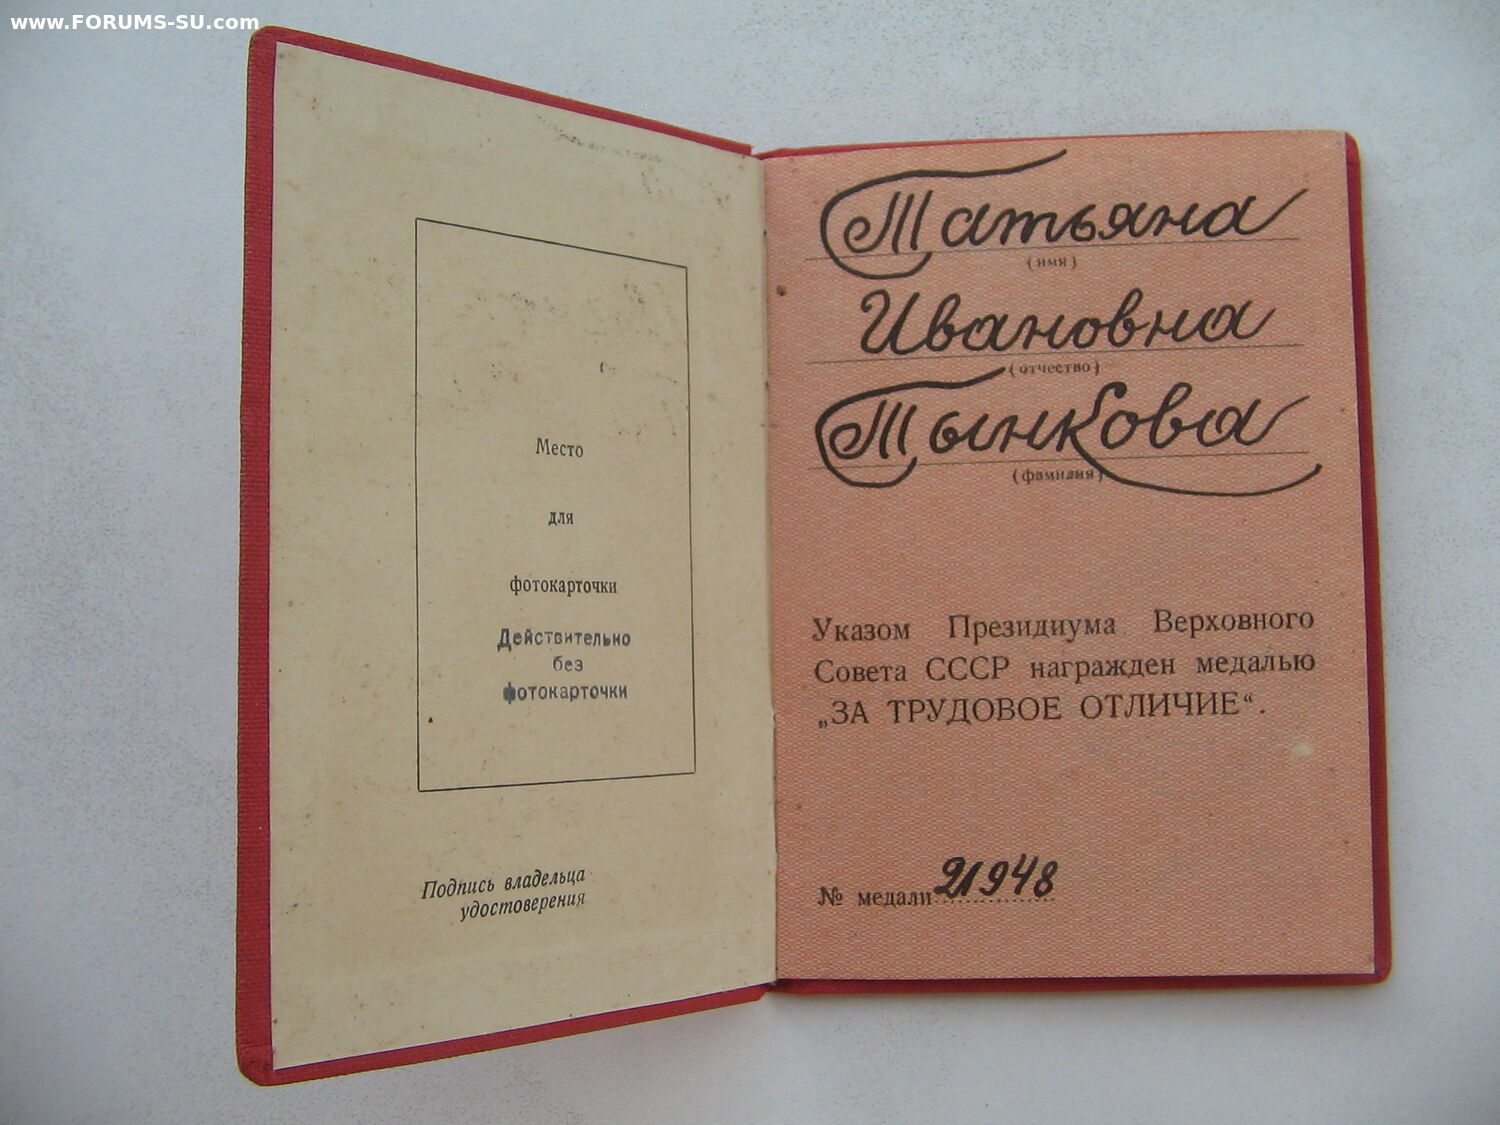 www.FORUMS-SU.com
Место
для
фотокарточки
Действительно
без
фотокарточки
Подпись владельца
удостоверения
Татьяна
(имя)
Ивановна
(отчество)
Тынкова
(фамилия)
Указом Президиума Верховного
Совета СССР награжден медалью
„ЗА ТРУДОВОЕ ОТЛИЧИЕ“.
№ медали 21948